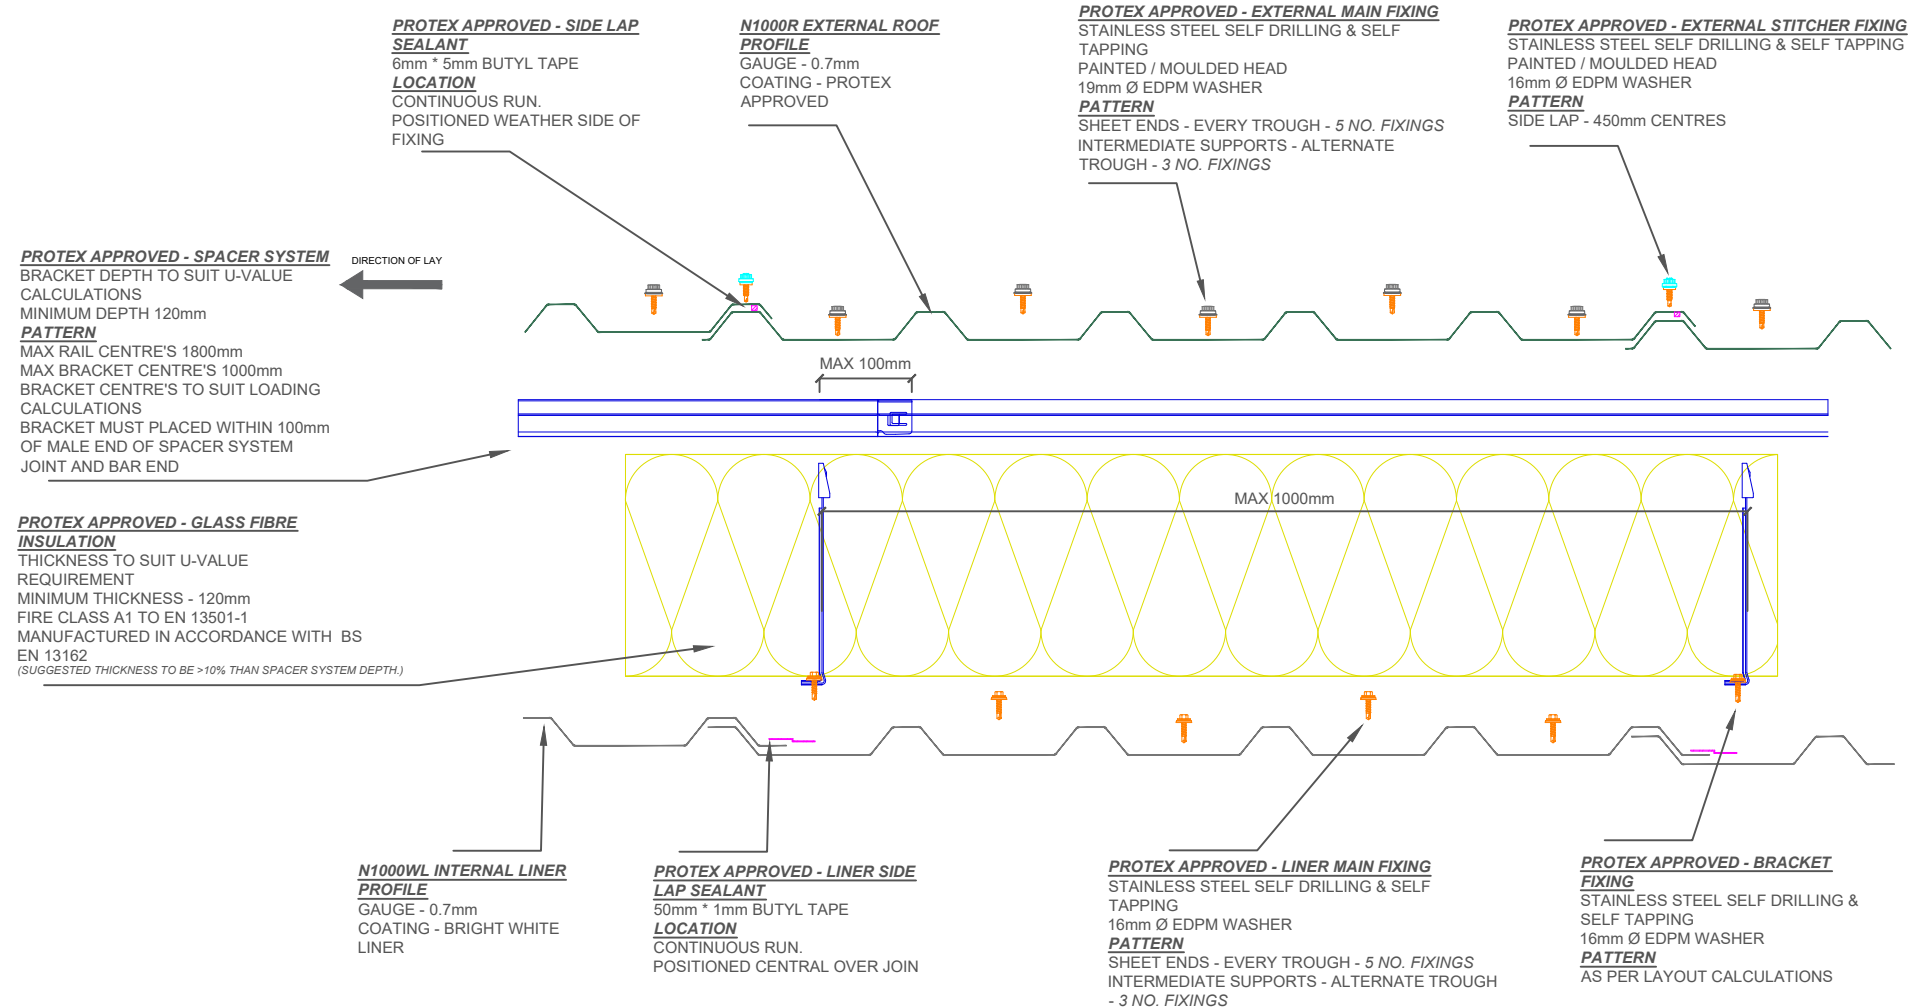 PROTEX APPROVED - SIDE LAP
SEALANT
6mm * 5mm BUTYL TAPE
LOCATION
CONTINUOUS RUN.
POSITIONED WEATHER SIDE OF
FIXING
N1000R EXTERNAL ROOF
PROFILE
GAUGE - 0.7mm
COATING - PROTEX
APPROVED
PROTEX APPROVED - EXTERNAL MAIN FIXING
STAINLESS STEEL SELF DRILLING & SELF
TAPPING
PAINTED / MOULDED HEAD
19mm Ø EDPM WASHER
PATTERN
SHEET ENDS - EVERY TROUGH - 5 NO. FIXINGS
INTERMEDIATE SUPPORTS - ALTERNATE
TROUGH - 3 NO. FIXINGS
PROTEX APPROVED - EXTERNAL STITCHER FIXING
STAINLESS STEEL SELF DRILLING & SELF TAPPING
PAINTED / MOULDED HEAD
16mm Ø EDPM WASHER
PATTERN
SIDE LAP - 450mm CENTRES
PROTEX APPROVED - SPACER SYSTEM
BRACKET DEPTH TO SUIT U-VALUE
CALCULATIONS
MINIMUM DEPTH 120mm
PATTERN
MAX RAIL CENTRE'S 1800mm
MAX BRACKET CENTRE'S 1000mm
BRACKET CENTRE'S TO SUIT LOADING
CALCULATIONS
BRACKET MUST PLACED WITHIN 100mm
OF MALE END OF SPACER SYSTEM
JOINT AND BAR END
DIRECTION OF LAY
MAX 100mm
MAX 1000mm
PROTEX APPROVED - GLASS FIBRE
INSULATION
THICKNESS TO SUIT U-VALUE
REQUIREMENT
MINIMUM THICKNESS - 120mm
FIRE CLASS A1 TO EN 13501-1
MANUFACTURED IN ACCORDANCE WITH BS
EN 13162
(SUGGESTED THICKNESS TO BE >10% THAN SPACER SYSTEM DEPTH.)
N1000WL INTERNAL LINER
PROFILE
GAUGE - 0.7mm
COATING - BRIGHT WHITE
LINER
PROTEX APPROVED - LINER SIDE
LAP SEALANT
50mm * 1mm BUTYL TAPE
LOCATION
CONTINUOUS RUN.
POSITIONED CENTRAL OVER JOIN
PROTEX APPROVED - LINER MAIN FIXING
STAINLESS STEEL SELF DRILLING & SELF
TAPPING
16mm Ø EDPM WASHER
PATTERN
SHEET ENDS - EVERY TROUGH - 5 NO. FIXINGS
INTERMEDIATE SUPPORTS - ALTERNATE TROUGH
- 3 NO. FIXINGS
PROTEX APPROVED - BRACKET
FIXING
STAINLESS STEEL SELF DRILLING &
SELF TAPPING
16mm Ø EDPM WASHER
PATTERN
AS PER LAYOUT CALCULATIONS